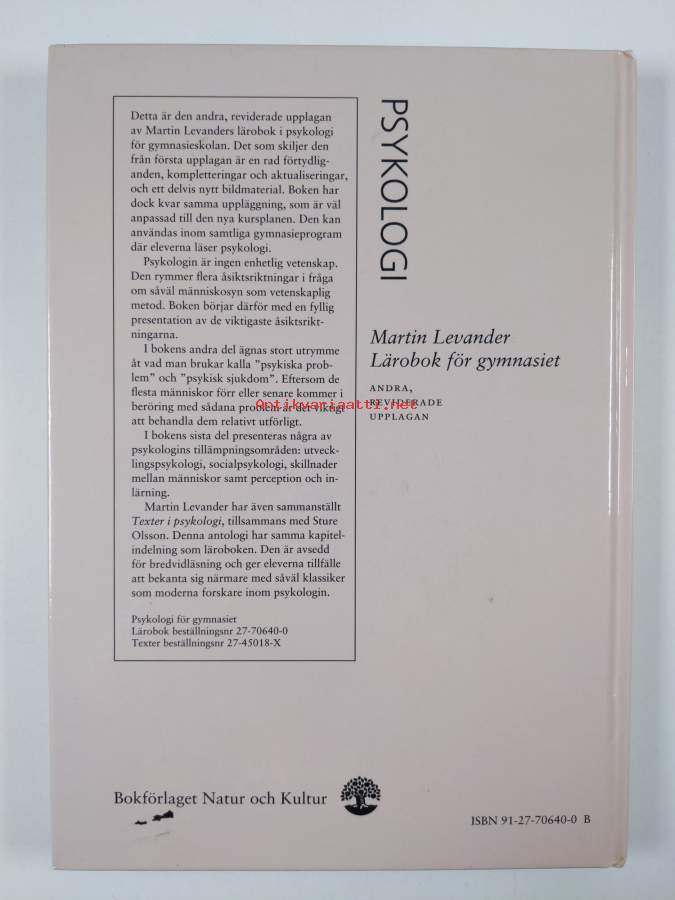 Detta är den andra, reviderade upplagan
av Martin Levanders lärobok i psykologi
för gymnasieskolan. Det som skiljer den
från första upplagan är en rad förtydlig-
anden, kompletteringar och aktualiseringar,
och ett delvis nytt bildmaterial. Boken har
dock kvar samma uppläggning, som är väl
anpassad till den nya kursplanen. Den kan
användas inom samtliga gymnasieprogram
där eleverna läser psykologi.
Psykologin är ingen enhetlig vetenskap.
Den rymmer flera åsiktsriktningar i fråga
om såväl människosyn som vetenskaplig
metod. Boken börjar därför med en fyllig
presentation av de viktigaste åsiktsrikt-
ningarna.
I bokens andra del ägnas stort utrymme
åt vad man brukar kalla ”psykiska prob-
lem” och ”psykisk sjukdom”. Eftersom de
flesta människor förr eller senare kommer i
beröring med sådana problem är det viktigt
att behandla dem relativt utförligt.
I bokens sista del presenteras några av
psykologins tillämpningsområden: utveck-
lingspsykologi, socialpsykologi, skillnader
mellan människor samt perception och in-
lärning.
Martin Levander har även sammanställt
Texter i psykologi, tillsammans med Sture
Olsson. Denna antologi har samma kapitel-
indelning som läroboken. Den är avsedd
för bredvidläsning och ger eleverna tillfälle
att bekanta sig närmare med såväl klassiker
som moderna forskare inom psykologin.
Psykologi för gymnasiet
Lärobok beställningsnr 27-70640-0
Texter beställningsnr 27-45018-X
PSYKOLOGI
Martin Levander
Lärobok för gymnasiet
ANDRA,
REVIDERADE
UPPLAGAN
Antikvariaatti.net
Bokförlaget Natur och Kultur
ISBN 91-27-70640-0 B